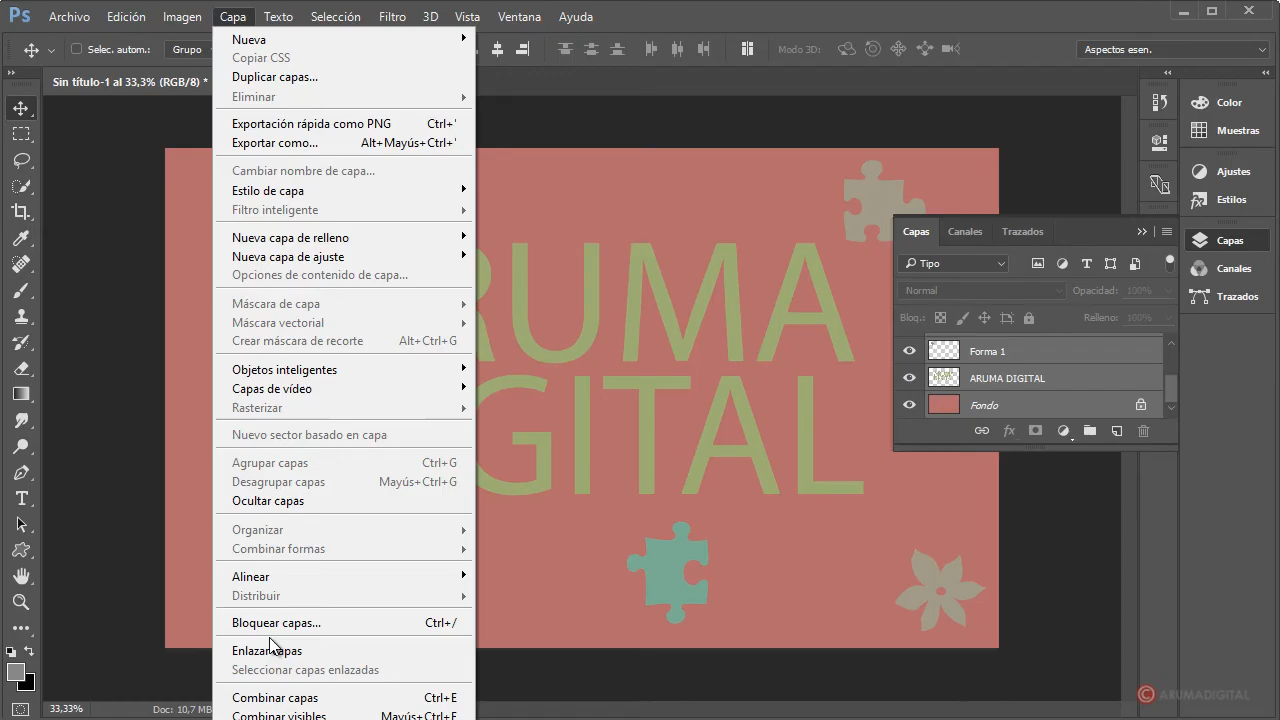 Ps Archivo Edición Imagen Capa Texto Selección Filtro 3D Vista Ventana Ayuda
Selec. autom.: Grupo Modo 3D: Aspectos esen.
Sin título-1 al 33,3% (RGB/8) *
Nueva
Copiar CSS
Duplicar capas...
Eliminar
Exportación rápida como PNG Ctrl+'
Exportar como... Alt+Mayús+Ctrl+'
Cambiar nombre de capa...
Estilo de capa
Filtro inteligente
Nueva capa de relleno
Nueva capa de ajuste
Opciones de contenido de capa...
Máscara de capa
Máscara vectorial
Crear máscara de recorte Alt+Ctrl+G
Objetos inteligentes
Capas de vídeo
Rasterizar
Nuevo sector basado en capa
Agrupar capas Ctrl+G
Desagrupar capas Mayús+Ctrl+G
Ocultar capas
Organizar
Combinar formas
Alinear
Distribuir
Bloquear capas... Ctrl+/
Enlazar capas
Seleccionar capas enlazadas
Combinar capas Ctrl+E
Combinar visibles Mayús+Ctrl+E
RUMA
GITAL
Capas Canales Trazados
Tipo
Normal Opacidad: 100%
Bloq.: Relleno: 100%
Forma 1
ARUMA DIGITAL
Fondo
fx
Color
Muestras
Ajustes
Estilos
Capas
Canales
Trazados
33,33% Doc: 10,7 M
© ARUMADIGITAL